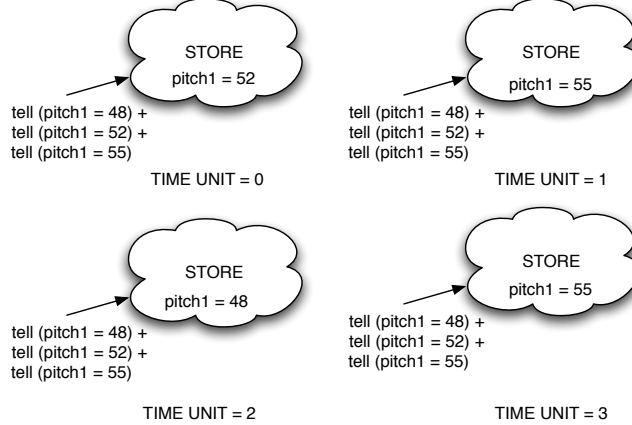 STORE
pitch1 = 52
tell (pitch1 = 48) +
tell (pitch1 = 52) +
tell (pitch1 = 55)
TIME UNIT = 0
STORE
pitch1 = 55
tell (pitch1 = 48) +
tell (pitch1 = 52) +
tell (pitch1 = 55)
TIME UNIT = 1
STORE
pitch1 = 48
tell (pitch1 = 48) +
tell (pitch1 = 52) +
tell (pitch1 = 55)
TIME UNIT = 2
STORE
pitch1 = 55
tell (pitch1 = 48) +
tell (pitch1 = 52) +
tell (pitch1 = 55)
TIME UNIT = 3